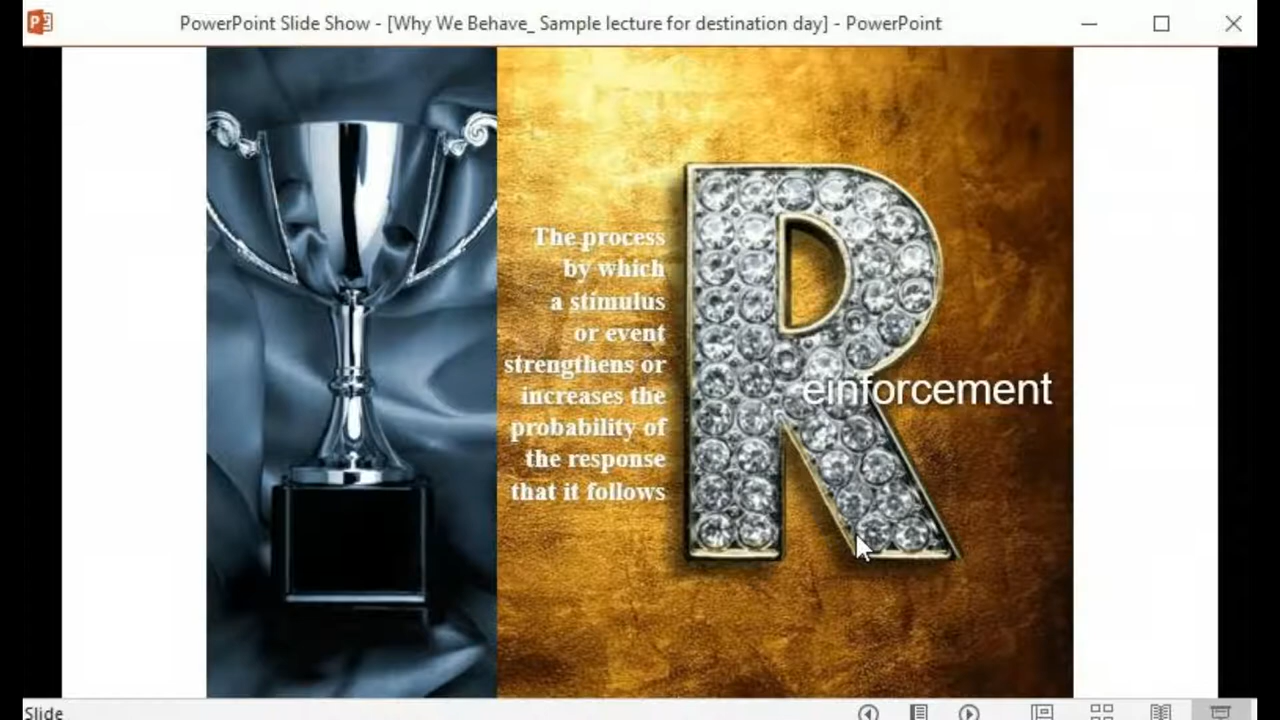 PowerPoint Slide Show - [Why We Behave_ Sample lecture for destination day] - PowerPoint
The process
by which
a stimulus
or event
strengthens or
increases the
probability of
the response
that it follows
Reinforcement
Slide